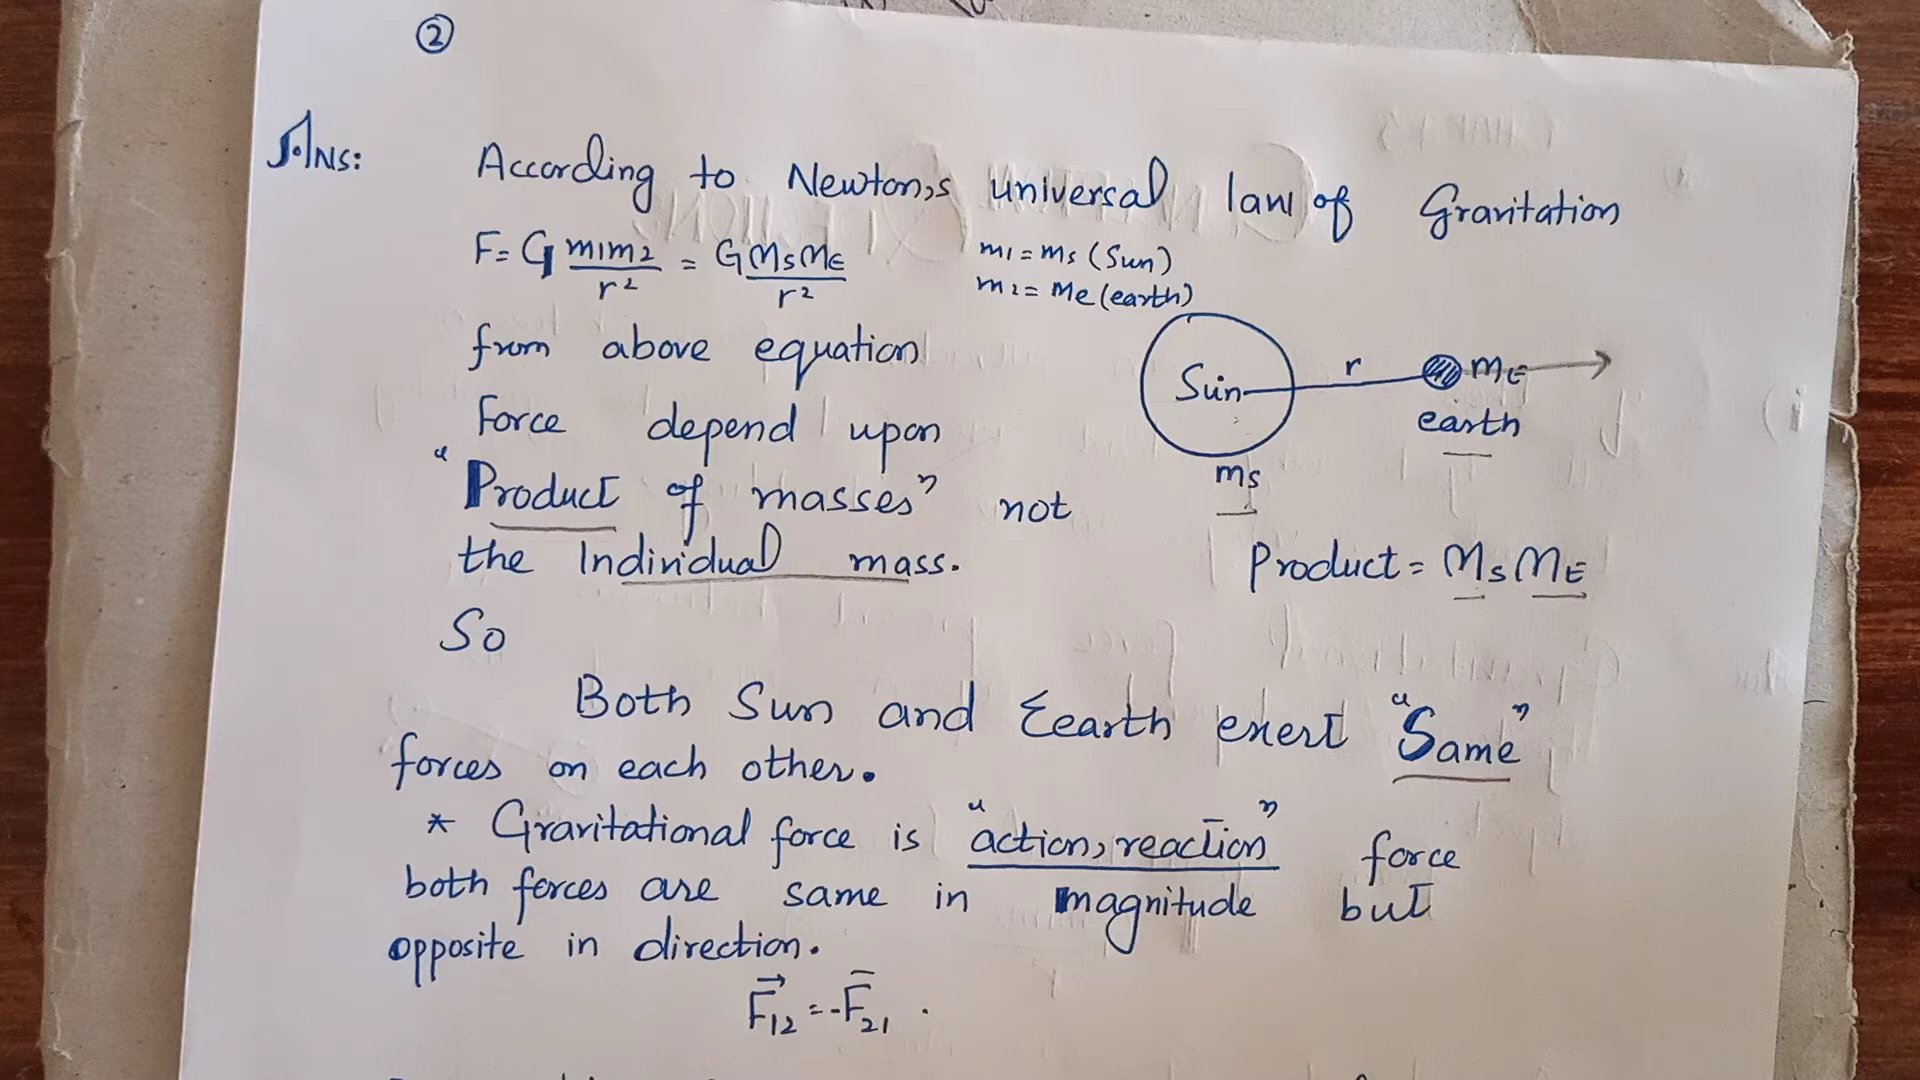 ②
Ans:
According to Newton,s universal law of Gravitation
F = G m1m2 / r² = G MsME / r²
m1 = ms (Sun)
m2 = Me (earth)
from above equation
Force depend upon
"Product of masses" not
the Individual mass.
Sun r mE
earth
ms
Product = MsME
So
Both Sun and Eearth exert "Same"
forces on each other.
* Gravitational force is "action, reaction" force
both forces are same in magnitude but
opposite in direction.
F⃗12 = -F̅21 .